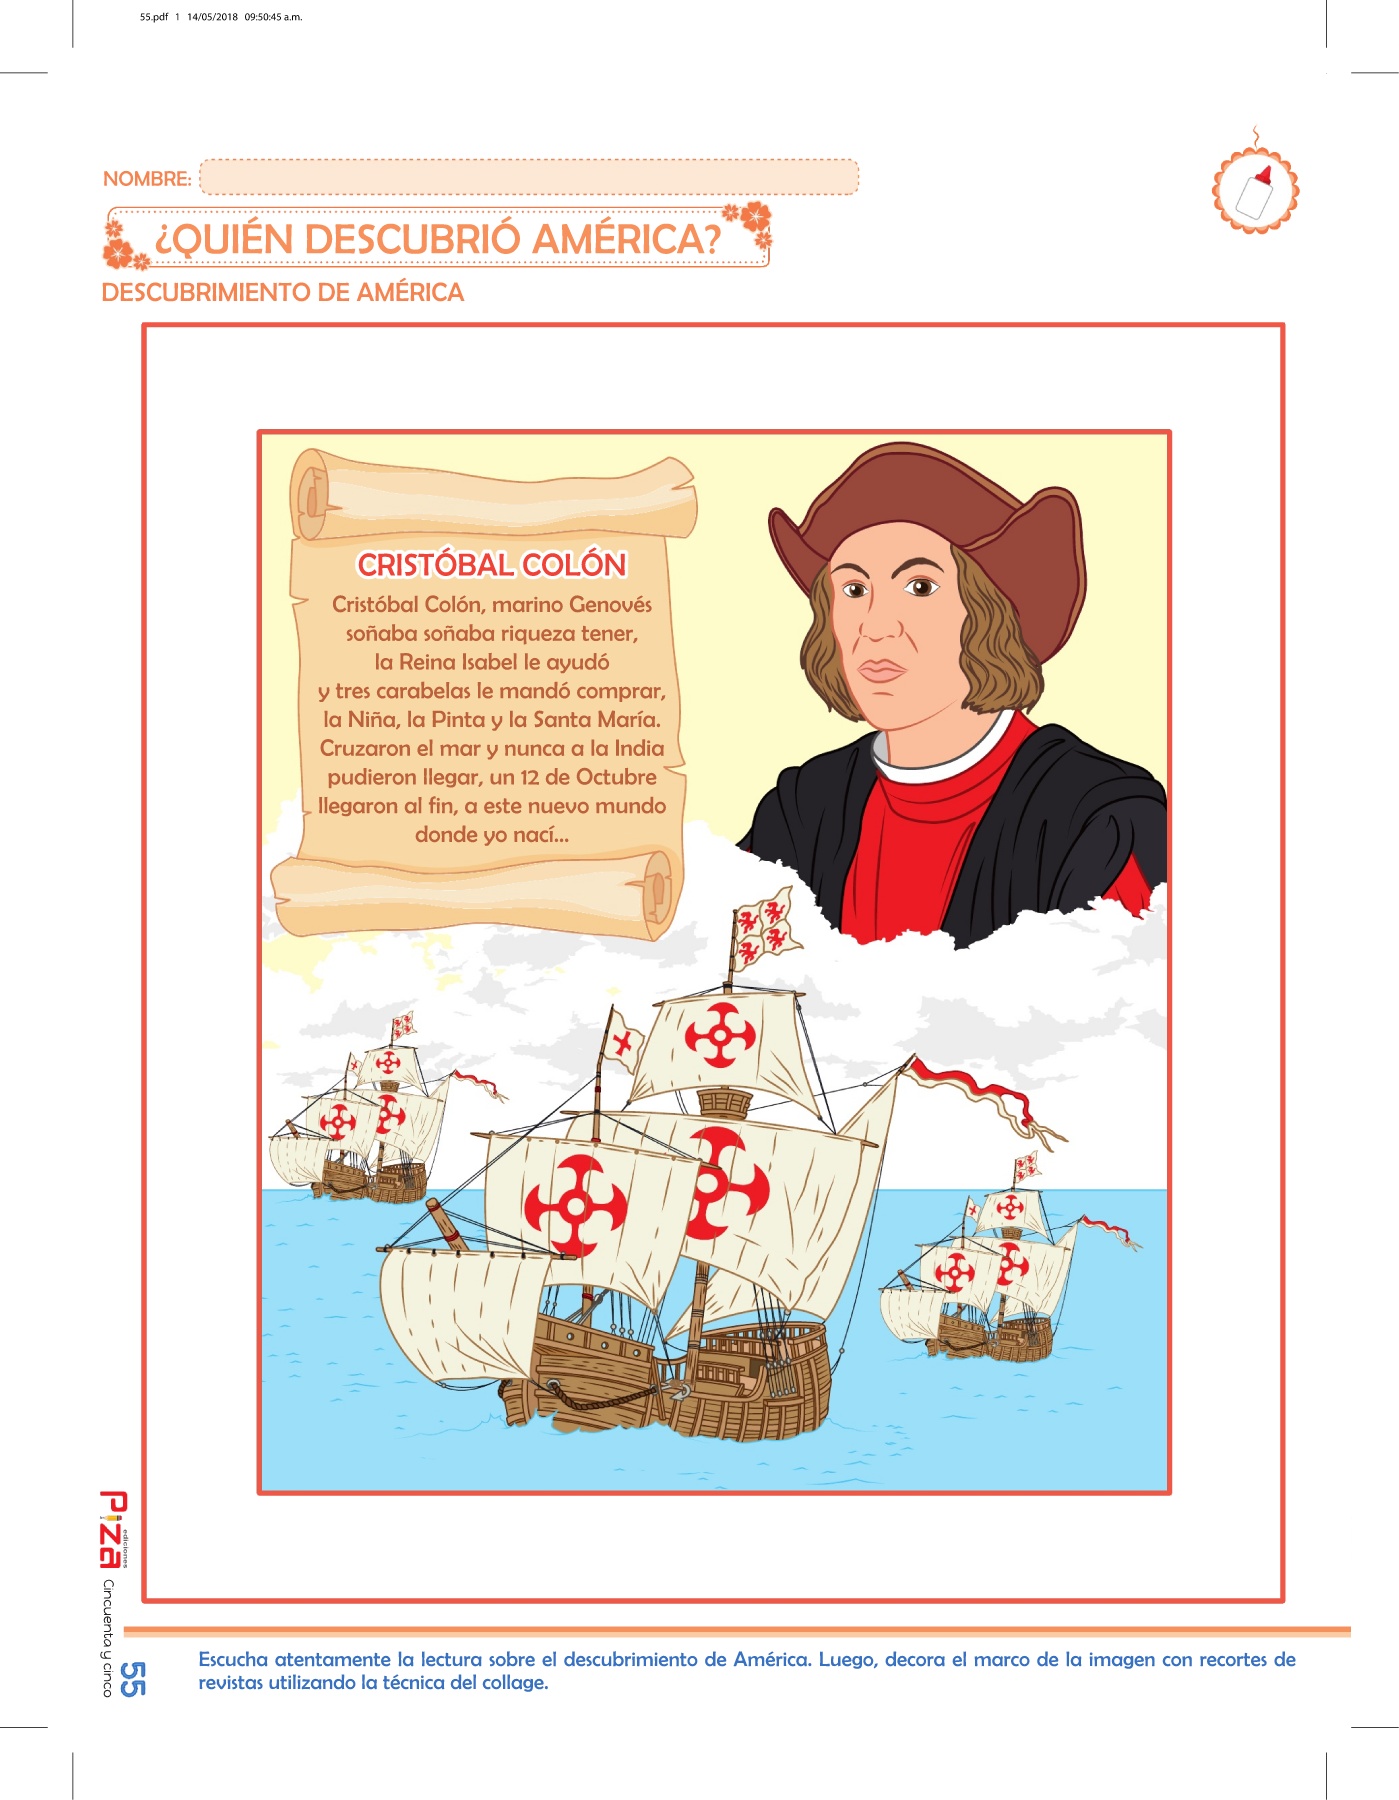 55.pdf 1 14/05/2018 09:50:45 a.m.
NOMBRE:
¿QUIÉN DESCUBRIÓ AMÉRICA?
DESCUBRIMIENTO DE AMÉRICA
CRISTÓBAL COLÓN
Cristóbal Colón, marino Genovés
soñaba soñaba riqueza tener,
la Reina Isabel le ayudó
y tres carabelas le mandó comprar,
la Niña, la Pinta y la Santa María.
Cruzaron el mar y nunca a la India
pudieron llegar, un 12 de Octubre
llegaron al fin, a este nuevo mundo
donde yo nací...
Piza
ediciones
Cincuenta y cinco
55
Escucha atentamente la lectura sobre el descubrimiento de América. Luego, decora el marco de la imagen con recortes de
revistas utilizando la técnica del collage.